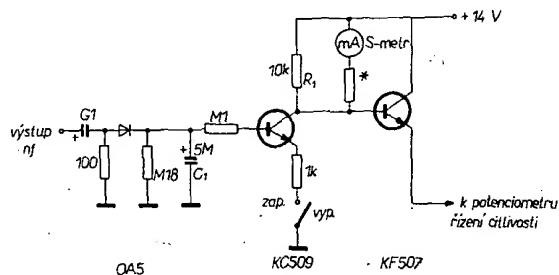 + 14 V
mA S-metr
10k
R₁
*
G1
M1
výstup
nf
+
100
M18
+
5M
C₁
1k
zap.
vyp.
k potenciometru
řízení citlivosti
OA5
KC509
KF507